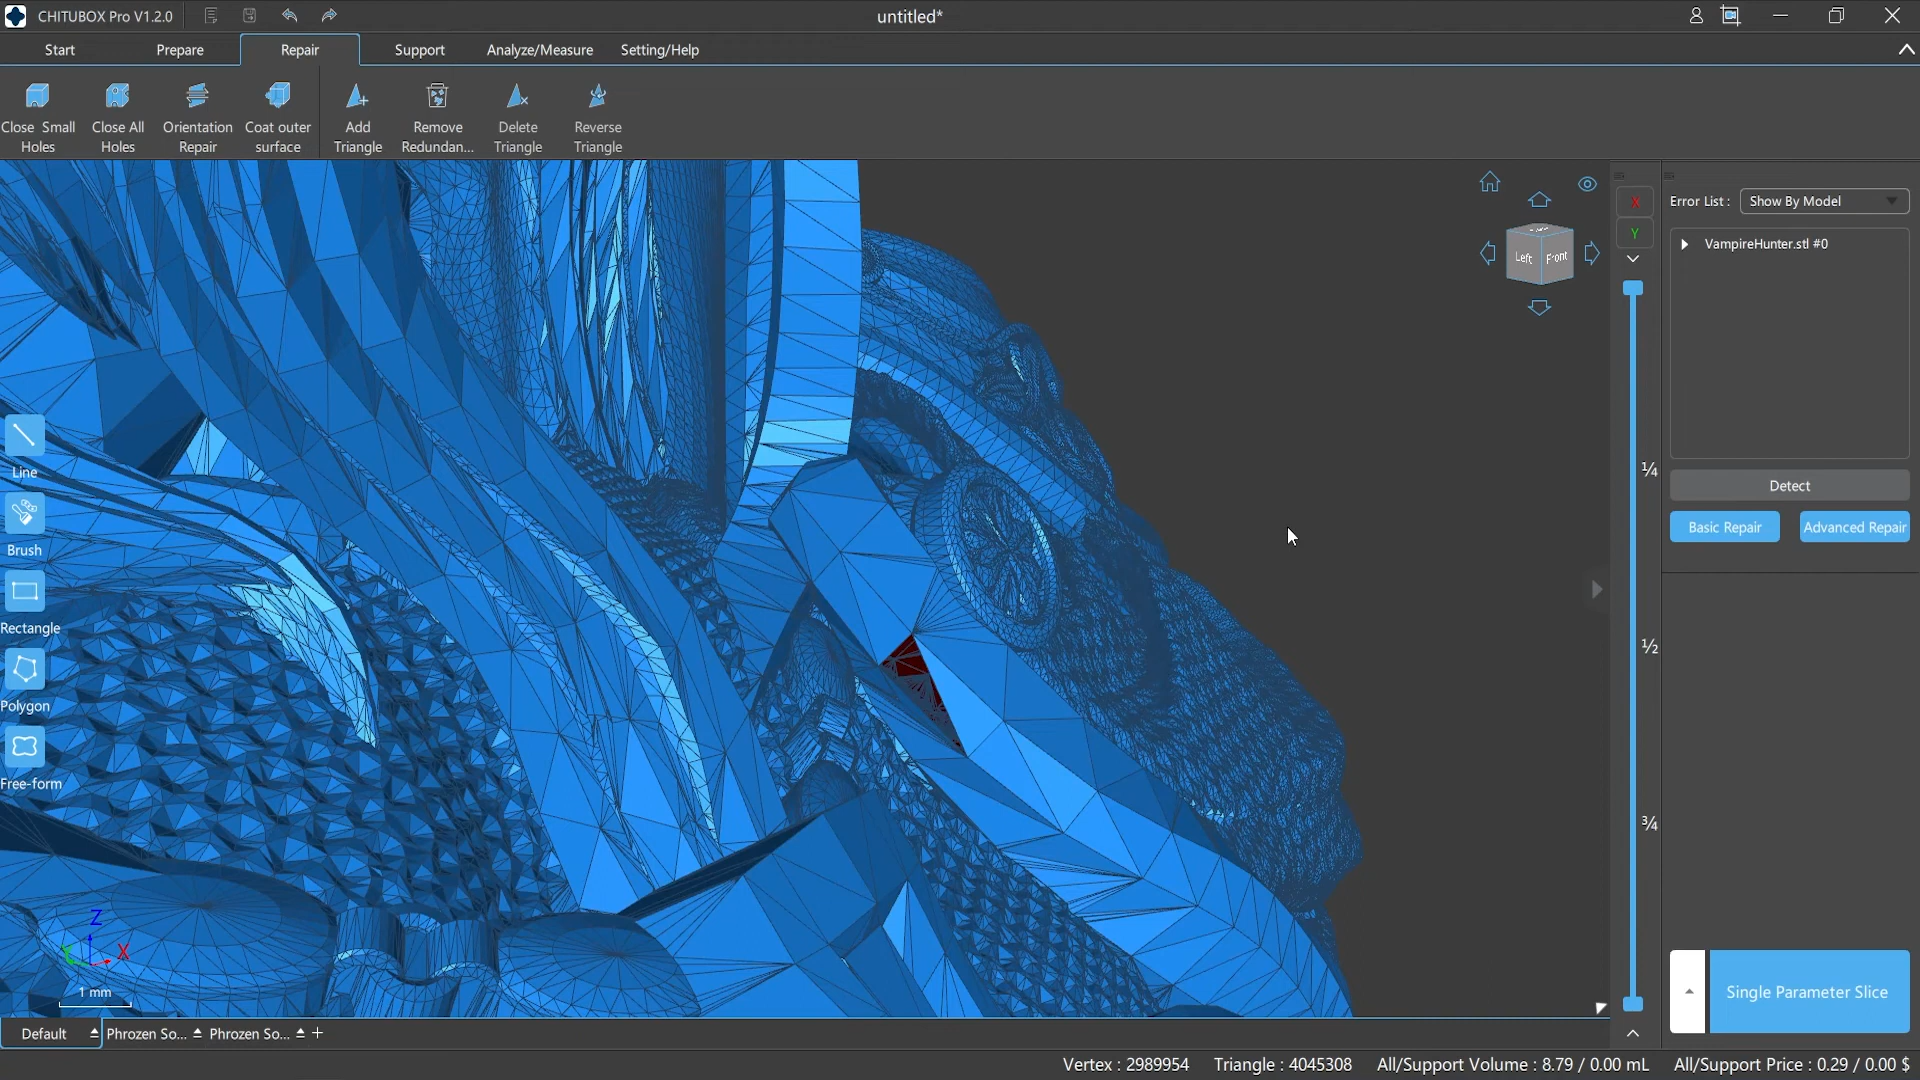 CHITUBOX Pro V1.2.0
untitled*
Start Prepare Repair Support Analyze/Measure Setting/Help
Close Small Holes
Close All Holes
Orientation Repair
Coat outer surface
Add Triangle
Remove Redundan...
Delete Triangle
Reverse Triangle
Line
Brush
Rectangle
Polygon
Free-form
Left Front
X
Y
1/4
1/2
3/4
Error List : Show By Model
VampireHunter.stl #0
Detect
Basic Repair Advanced Repair
Single Parameter Slice
Z
X
1 mm
Default Phrozen So... Phrozen So... +
Vertex : 2989954 Triangle : 4045308 All/Support Volume : 8.79 / 0.00 mL All/Support Price : 0.29 / 0.00 $